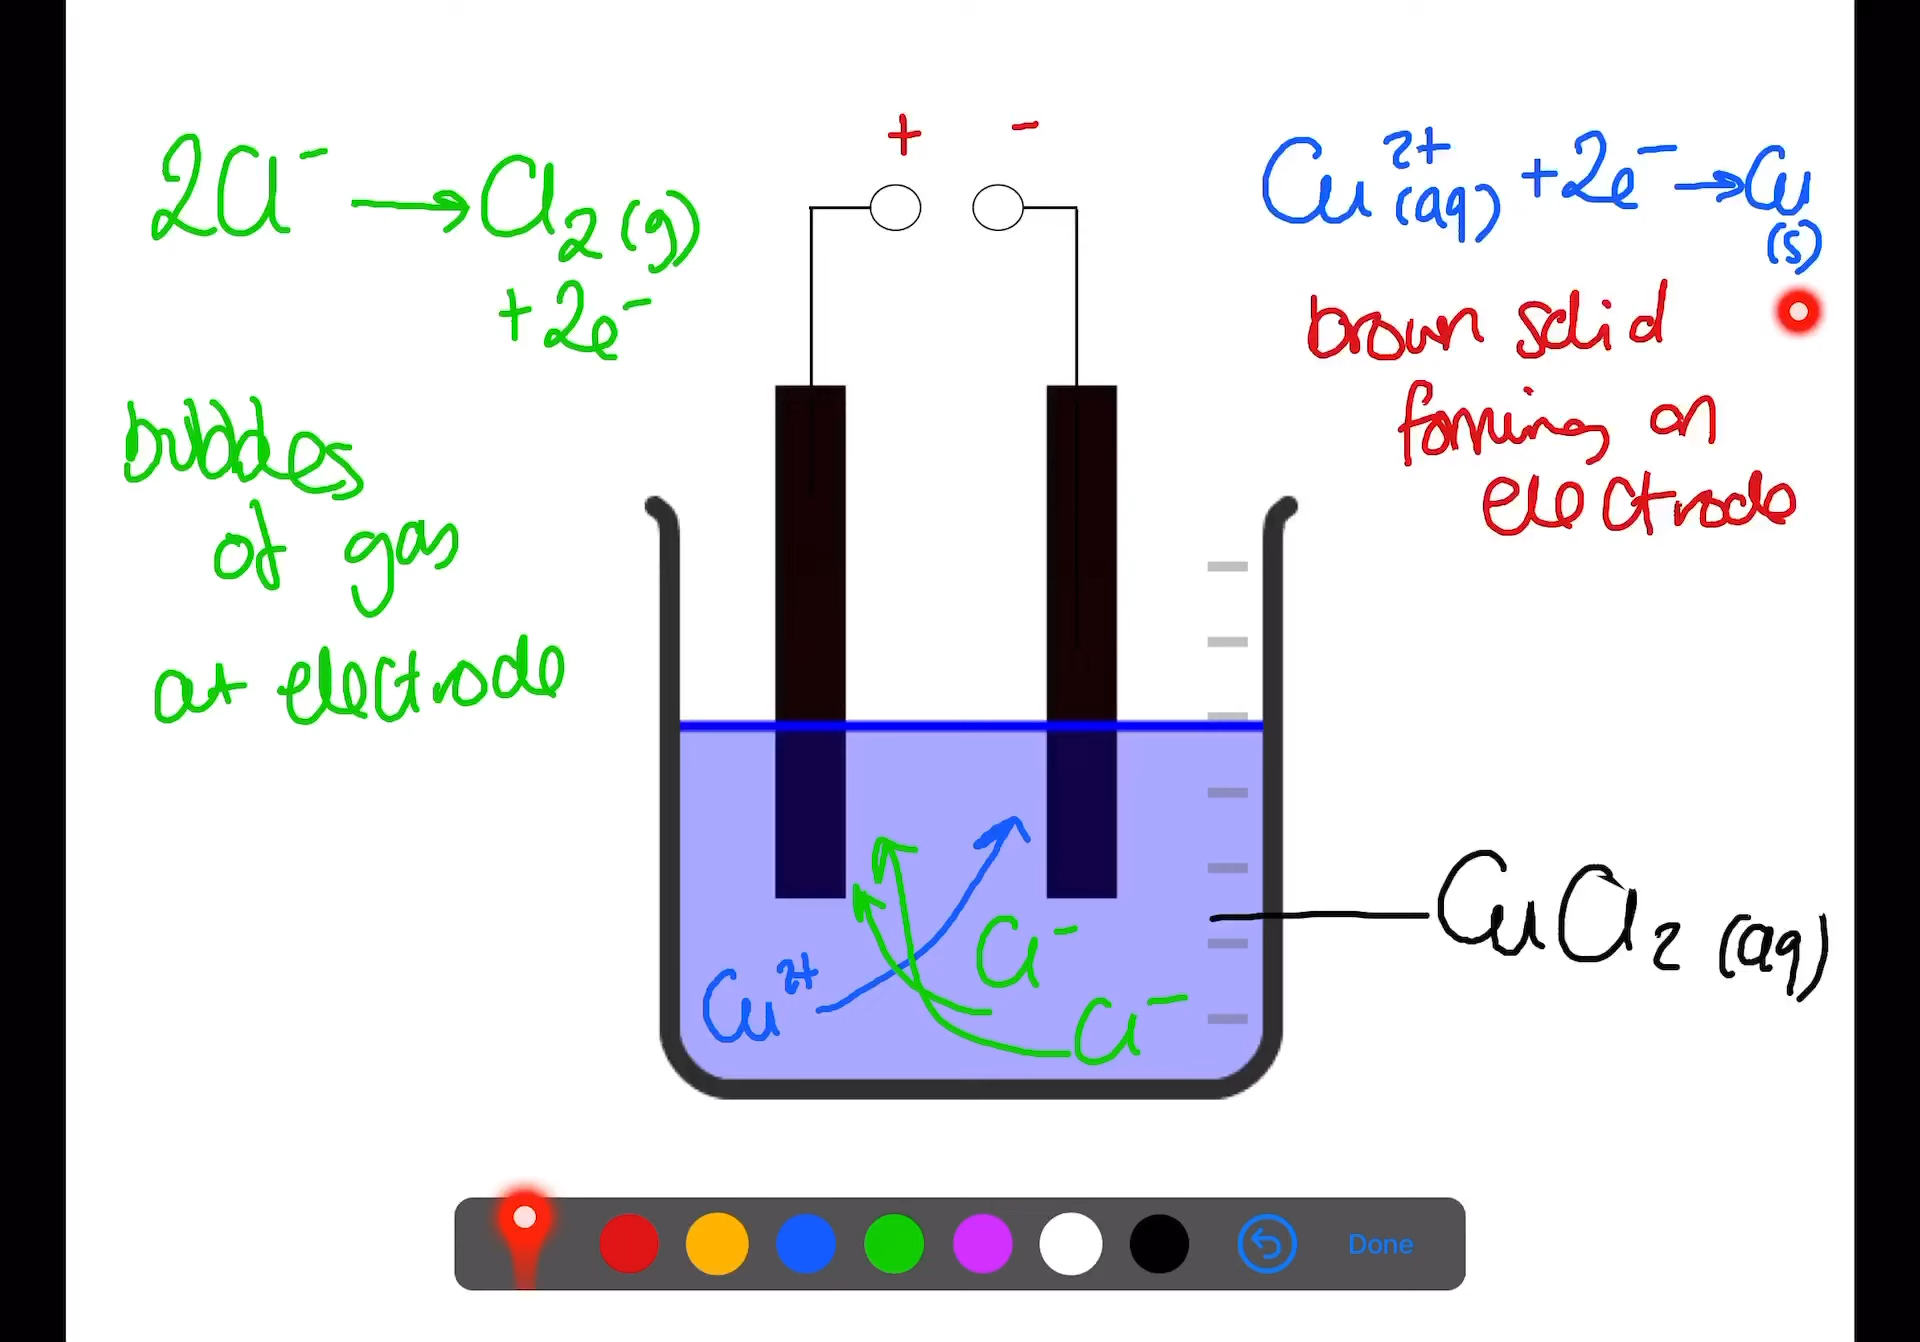 2Cl⁻ → Cl₂ (g)
+ 2e⁻
bubbles
of gas
at electrode
+ -
Cu²⁺(aq) + 2e⁻ → Cu
(s)
brown solid
forming on
electrode
Cl⁻
Cu²⁺
Cl⁻
CuCl₂ (aq)
Done